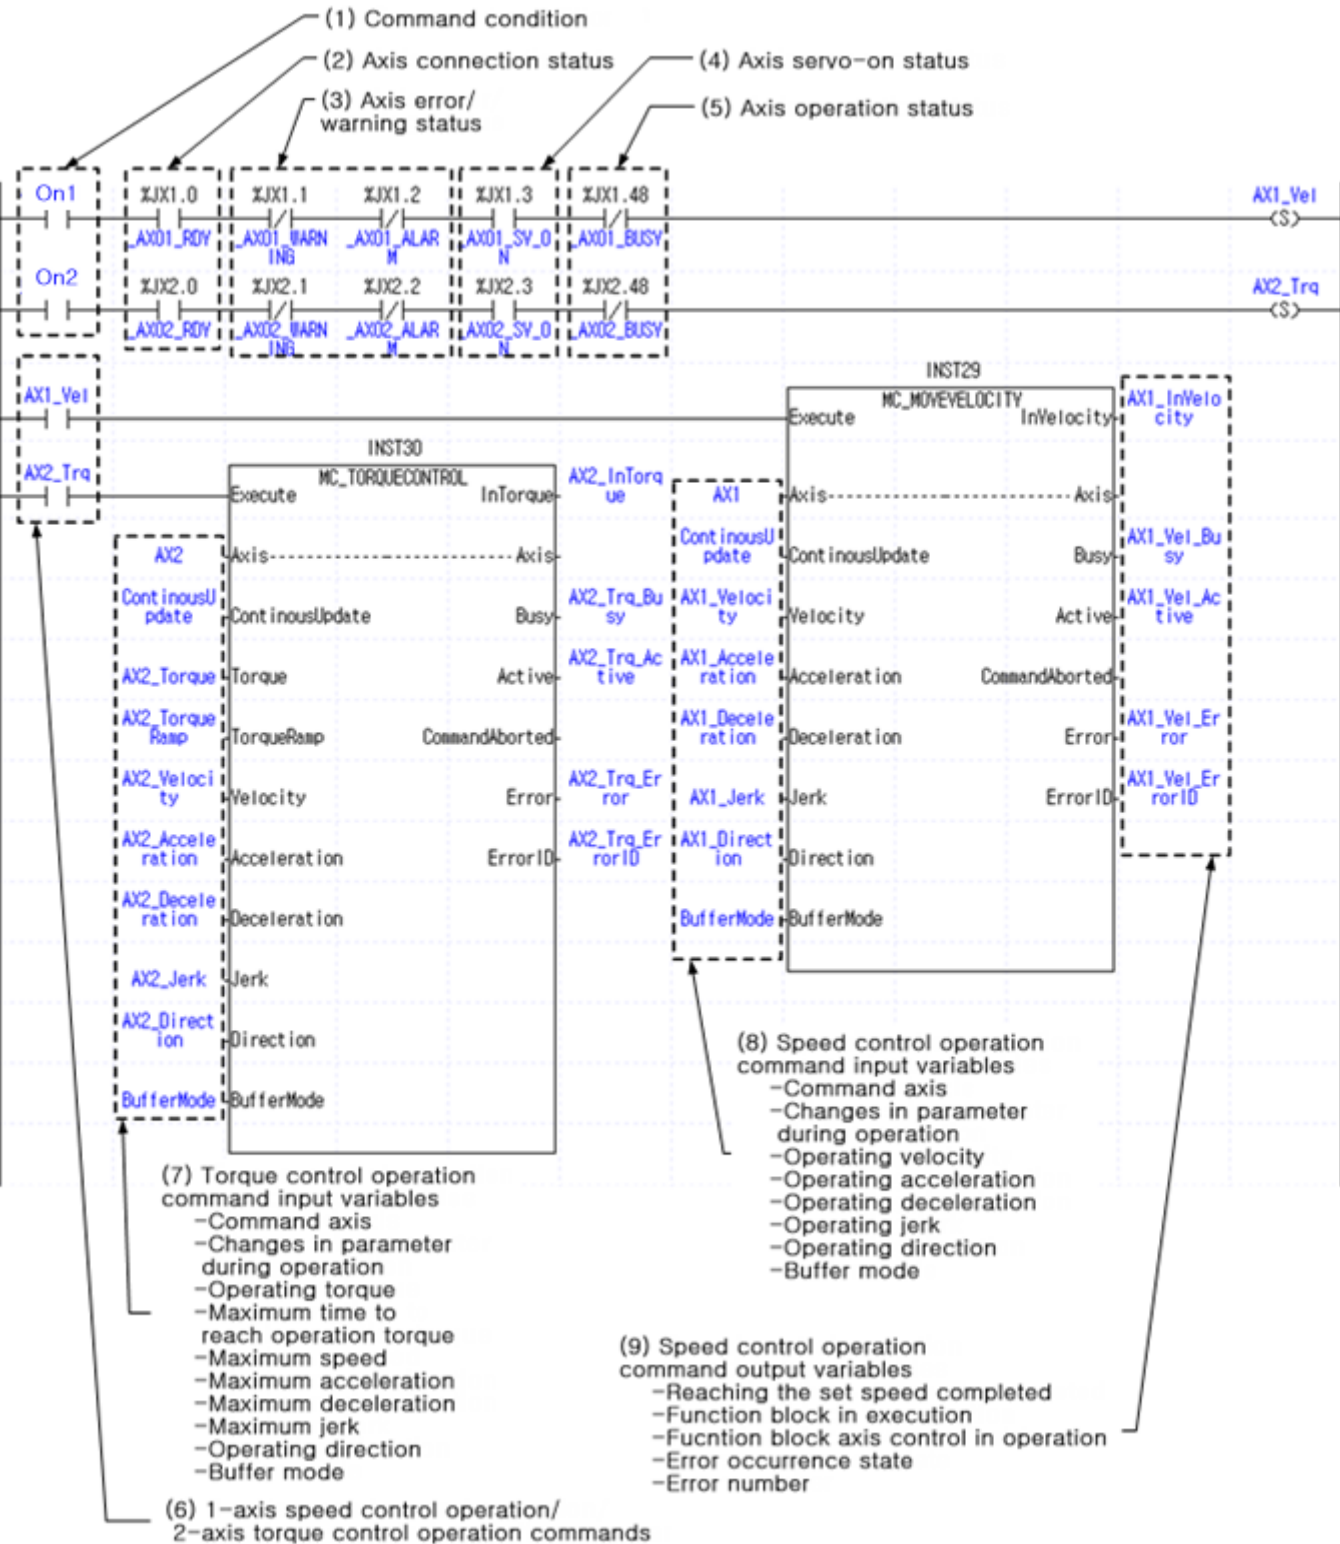 (1) Command condition
(2) Axis connection status
(4) Axis servo-on status
(3) Axis error/
warning status
(5) Axis operation status
On1
%JX1.0
%JX1.1
%JX1.2
%JX1.3
%JX1.48
AX1_Vel
(S)
_AX01_RDY
_AX01_WARN
ING
_AX01_ALAR
M
_AX01_SV_O
N
_AX01_BUSY
On2
%JX2.0
%JX2.1
%JX2.2
%JX2.3
%JX2.48
AX2_Trq
(S)
_AX02_RDY
_AX02_WARN
ING
_AX02_ALAR
M
_AX02_SV_O
N
_AX02_BUSY
AX1_Vel
INST29
MC_MOVEVELOCITY
Execute
InVelocity
AX1_InVelo
city
AX2_Trq
INST30
MC_TORQUECONTROL
Execute
InTorque
AX2_InTorq
ue
AX1
Axis
Axis
AX2
Axis
Axis
ContinousU
pdate
ContinousUpdate
Busy
AX1_Vel_Bu
sy
ContinousU
pdate
ContinousUpdate
Busy
AX2_Trq_Bu
sy
AX1_Veloci
ty
Velocity
Active
AX1_Vel_Ac
tive
AX2_Torque
Torque
Active
AX2_Trq_Ac
tive
AX1_Accele
ration
Acceleration
CommandAborted
AX2_Torque
Ramp
TorqueRamp
CommandAborted
AX1_Decele
ration
Deceleration
Error
AX1_Vel_Er
ror
AX2_Veloci
ty
Velocity
Error
AX2_Trq_Er
ror
AX1_Jerk
Jerk
ErrorID
AX1_Vel_Er
rorID
AX2_Accele
ration
Acceleration
ErrorID
AX2_Trq_Er
rorID
AX1_Direct
ion
Direction
AX2_Decele
ration
Deceleration
BufferMode
BufferMode
AX2_Jerk
Jerk
AX2_Direct
ion
Direction
BufferMode
BufferMode
(8) Speed control operation
command input variables
-Command axis
-Changes in parameter
during operation
-Operating velocity
-Operating acceleration
-Operating deceleration
-Operating jerk
-Operating direction
-Buffer mode
(7) Torque control operation
command input variables
-Command axis
-Changes in parameter
during operation
-Operating torque
-Maximum time to
reach operation torque
-Maximum speed
-Maximum acceleration
-Maximum deceleration
-Maximum jerk
-Operating direction
-Buffer mode
(9) Speed control operation
command output variables
-Reaching the set speed completed
-Function block in execution
-Fucntion block axis control in operation
-Error occurrence state
-Error number
(6) 1-axis speed control operation/
2-axis torque control operation commands